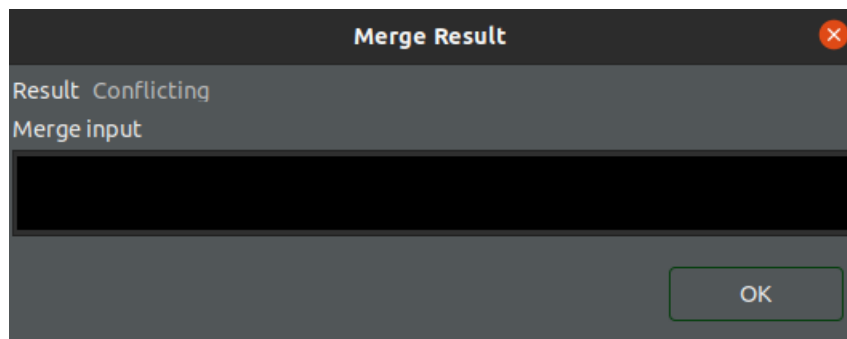 Merge Result
Result Conflicting
Merge input
OK